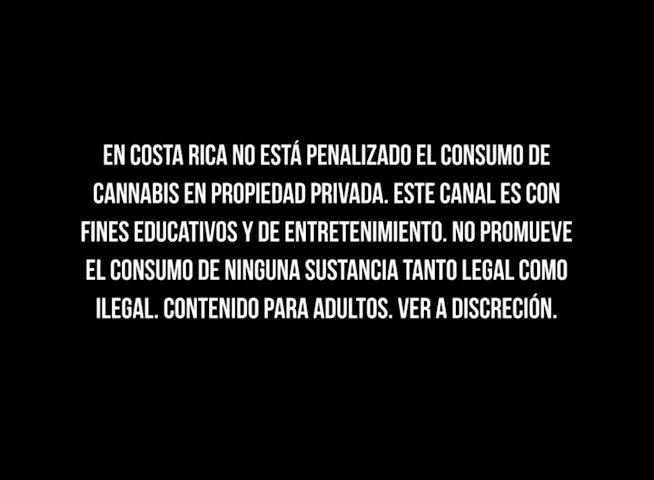 EN COSTA RICA NO ESTÁ PENALIZADO EL CONSUMO DE
CANNABIS EN PROPIEDAD PRIVADA. ESTE CANAL ES CON
FINES EDUCATIVOS Y DE ENTRETENIMIENTO. NO PROMUEVE
EL CONSUMO DE NINGUNA SUSTANCIA TANTO LEGAL COMO
ILEGAL. CONTENIDO PARA ADULTOS. VER A DISCRECIÓN.